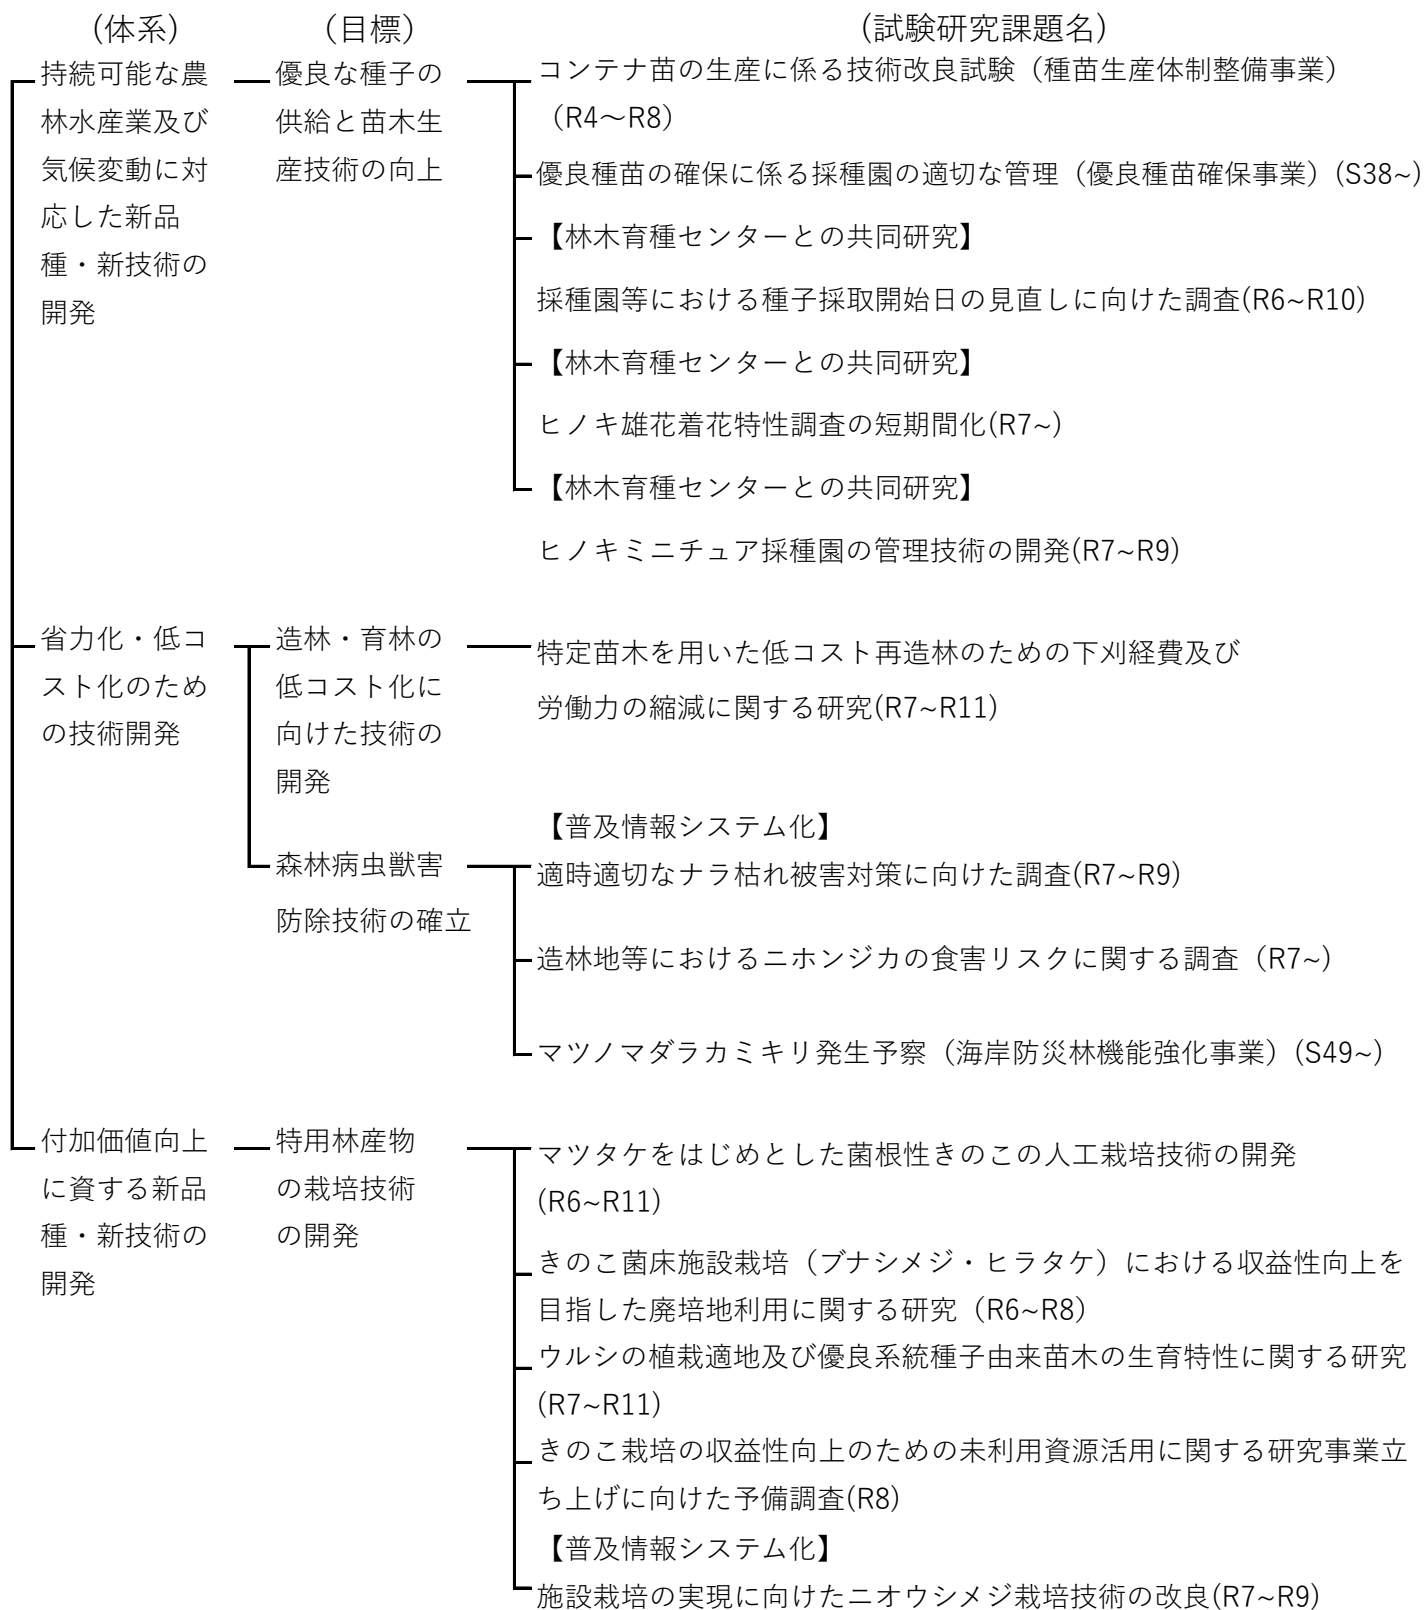 (体系)
(目標)
(試験研究課題名)
持続可能な農
林水産業及び
気候変動に対
応した新品
種・新技術の
開発
優良な種子の
供給と苗木生
産技術の向上
コンテナ苗の生産に係る技術改良試験（種苗生産体制整備事業）
（R4～R8）
優良種苗の確保に係る採種園の適切な管理（優良種苗確保事業）(S38~)
【林木育種センターとの共同研究】
採種園等における種子採取開始日の見直しに向けた調査(R6~R10)
【林木育種センターとの共同研究】
ヒノキ雄花着花特性調査の短期間化(R7~)
【林木育種センターとの共同研究】
ヒノキミニチュア採種園の管理技術の開発(R7~R9)
省力化・低コ
スト化のため
の技術開発
造林・育林の
低コスト化に
向けた技術の
開発
特定苗木を用いた低コスト再造林のための下刈経費及び
労働力の縮減に関する研究(R7~R11)
森林病虫獣害
防除技術の確立
【普及情報システム化】
適時適切なナラ枯れ被害対策に向けた調査(R7~R9)
造林地等におけるニホンジカの食害リスクに関する調査（R7~）
マツノマダラカミキリ発生予察（海岸防災林機能強化事業）(S49~)
付加価値向上
に資する新品
種・新技術の
開発
特用林産物
の栽培技術
の開発
マツタケをはじめとした菌根性きのこの人工栽培技術の開発
(R6~R11)
きのこ菌床施設栽培（ブナシメジ・ヒラタケ）における収益性向上を
目指した廃培地利用に関する研究（R6~R8）
ウルシの植栽適地及び優良系統種子由来苗木の生育特性に関する研究
(R7~R11)
きのこ栽培の収益性向上のための未利用資源活用に関する研究事業立
ち上げに向けた予備調査(R8)
【普及情報システム化】
施設栽培の実現に向けたニオウシメジ栽培技術の改良(R7~R9)